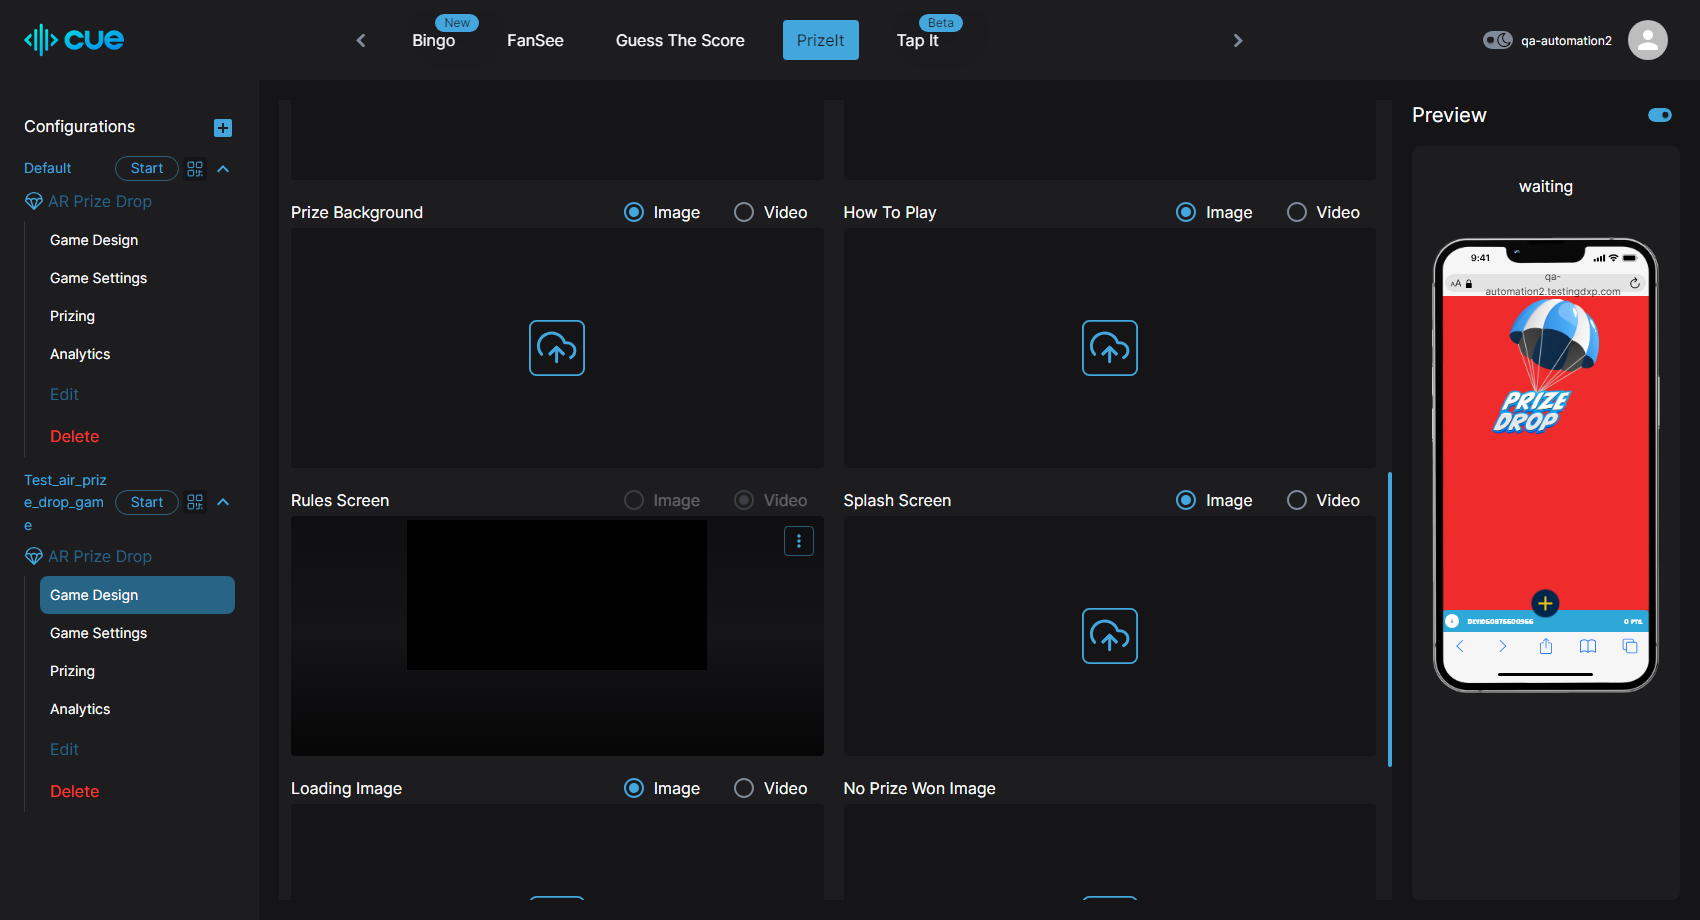 cue
New
Bingo
FanSee
Guess The Score
PrizeIt
Beta
Tap It
qa-automation2
Configurations
Default
Start
AR Prize Drop
Game Design
Game Settings
Prizing
Analytics
Edit
Delete
Test_air_priz
e_drop_gam
e
Start
AR Prize Drop
Game Design
Game Settings
Prizing
Analytics
Edit
Delete
Prize Background
Image
Video
How To Play
Image
Video
Rules Screen
Image
Video
Splash Screen
Image
Video
Loading Image
Image
Video
No Prize Won Image
Preview
waiting
9:41
AA
qa-
automation2.testingdxp.com
PRIZE
DROP
0 PTS.